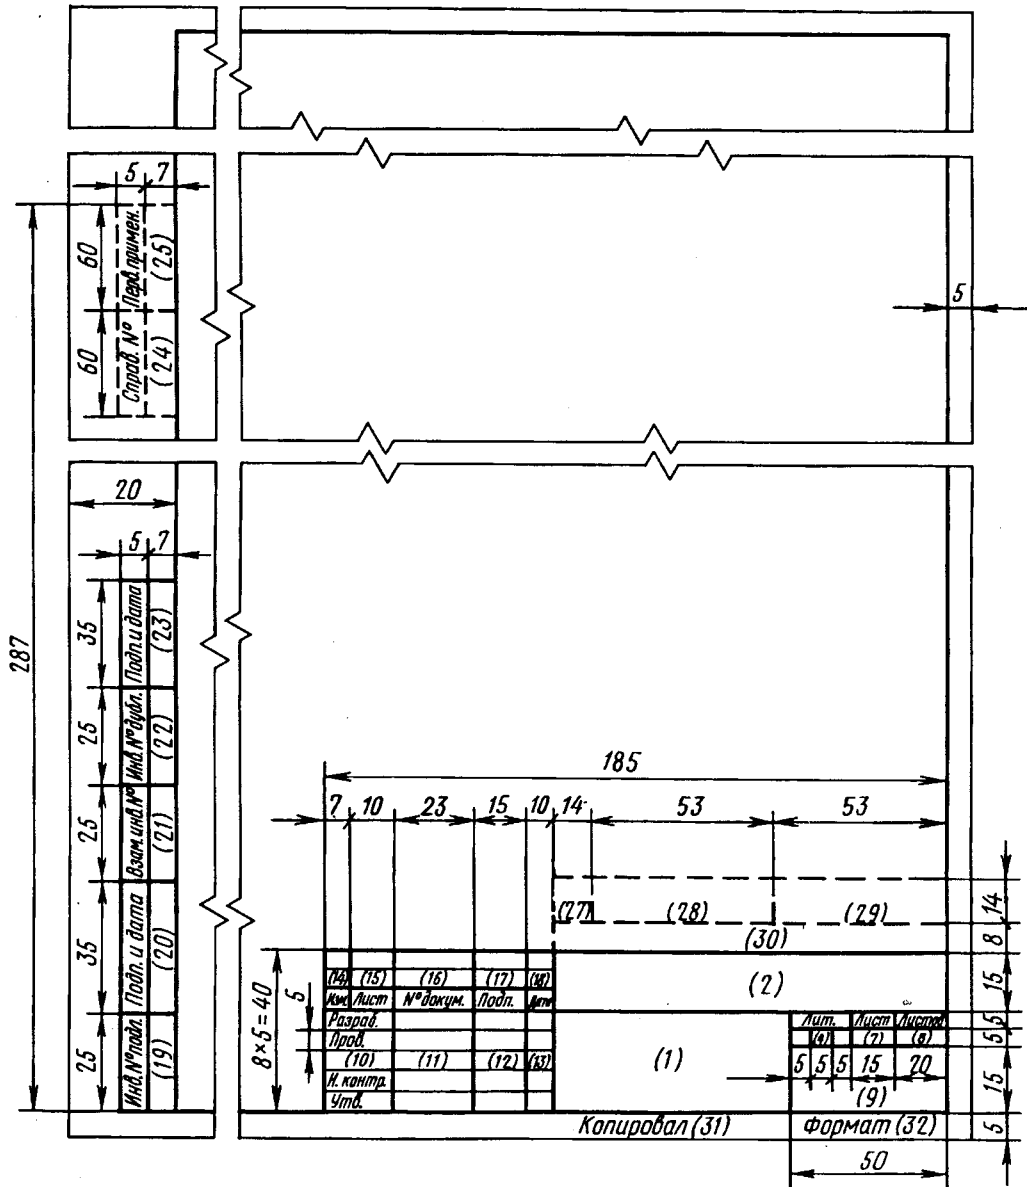 5 7
60 Перв. примен. (25)
5
60 Справ. № (24)
20
5 7
287
35 Подп. и дата (23)
25 Инв. № дубл. (22)
25 Взам. инв. № (21)
35 Подп. и дата (20)
25 Инв. № подл. (19)
185
7 10 23 15 10 14 53 53
14
(27) (28) (29)
8
(30)
8×5=40
5
(14) (15) (16) (17) (18)
(2)
15
Изм Лист № докум. Подп. Дата
Разраб.
Лит. Лист Листов
5
Пров.
(4) (7) (8)
5
(10) (11) (12) (13)
(1)
5 5 5 15 20
15
Н. контр.
(9)
Утв.
Копировал (31) Формат (32)
5
50